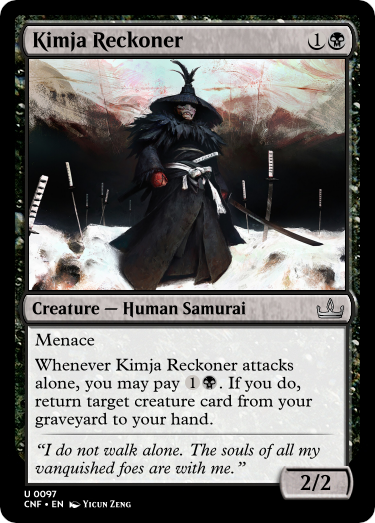 Kimja Reckoner 1
Creature — Human Samurai
Menace
Whenever Kimja Reckoner attacks
alone, you may pay 1 . If you do,
return target creature card from your
graveyard to your hand.
“I do not walk alone. The souls of all my
vanquished foes are with me.”
2/2
U 0097
CNF • EN Yicun Zeng